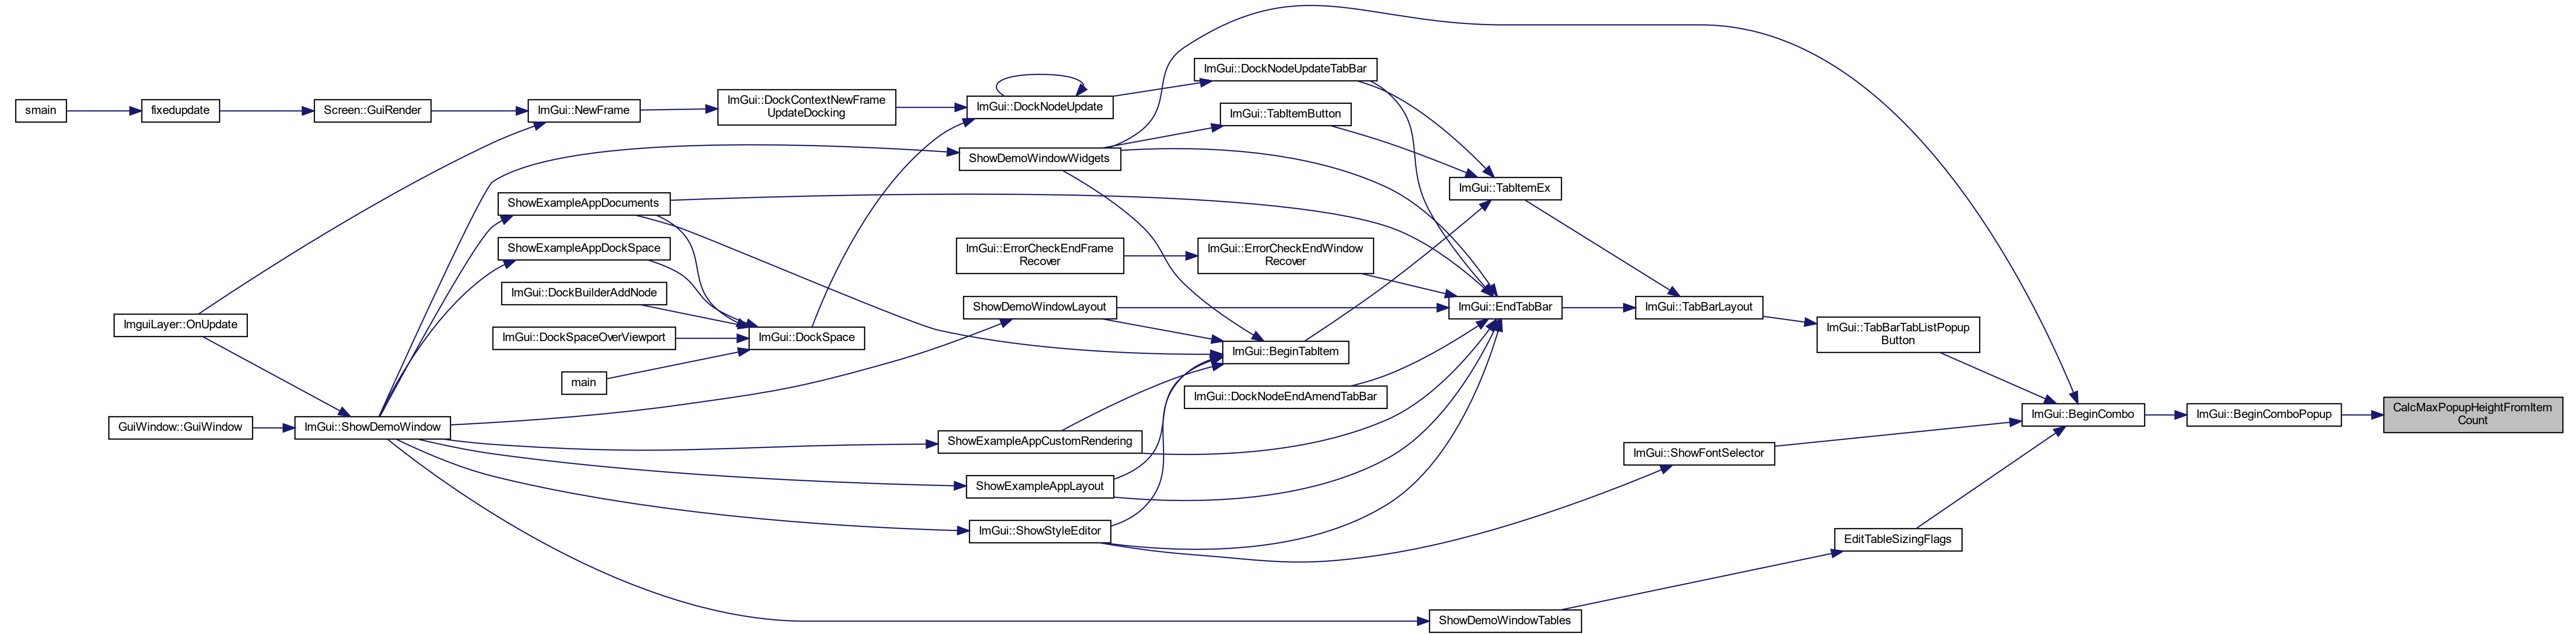 smain
fixedupdate
Screen::GuiRender
ImGui::NewFrame
ImGui::DockContextNewFrame
UpdateDocking
ImGui::DockNodeUpdate
ImGui::DockNodeUpdateTabBar
ImGui::TabItemButton
ShowDemoWindowWidgets
ImGui::TabItemEx
ShowExampleAppDocuments
ShowExampleAppDockSpace
ImGui::ErrorCheckEndFrame
Recover
ImGui::ErrorCheckEndWindow
Recover
ImGui::DockBuilderAddNode
ShowDemoWindowLayout
ImGui::EndTabBar
ImGui::TabBarLayout
ImguiLayer::OnUpdate
ImGui::DockSpaceOverViewport
ImGui::DockSpace
ImGui::BeginTabItem
ImGui::TabBarTabListPopup
Button
main
ImGui::DockNodeEndAmendTabBar
GuiWindow::GuiWindow
ImGui::ShowDemoWindow
ShowExampleAppCustomRendering
ImGui::BeginCombo
ImGui::BeginComboPopup
CalcMaxPopupHeightFromItem
Count
ImGui::ShowFontSelector
ShowExampleAppLayout
ImGui::ShowStyleEditor
EditTableSizingFlags
ShowDemoWindowTables